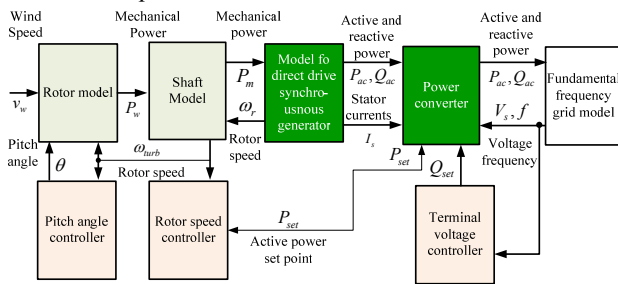 Wind
Speed
v_w
Rotor model
Mechanical
Power
P_w
Shaft
Model
Mechanical
power
P_m
ω_r
Rotor
speed
Model fo
direct drive
synchro-
usnous
generator
Active and
reactive power
P_ac, Q_ac
Stator
currents
I_s
Power
converter
Active and
reactive power
P_ac, Q_ac
V_s, f
Voltage
frequency
Fundamental
frequency
grid model
Pitch
angle
θ
ω_turb
Rotor speed
P_set
Q_set
Pitch angle
controller
Rotor speed
controller
P_set
Active power
set point
Terminal
voltage
controller